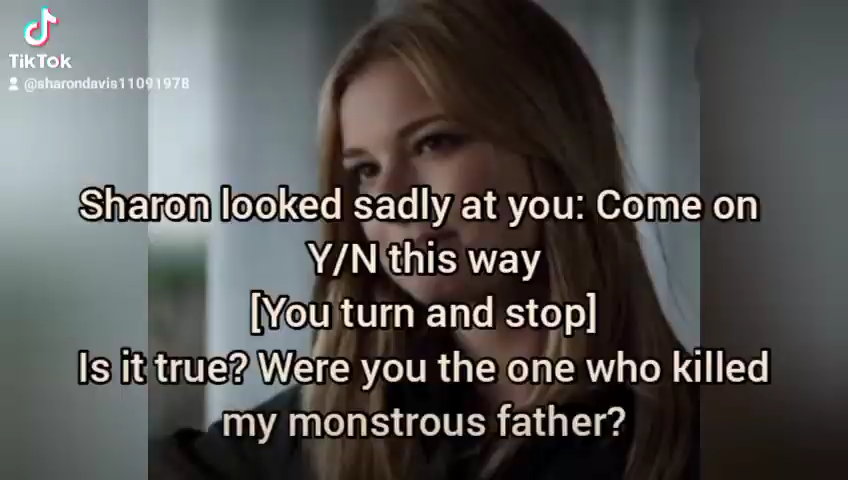 TikTok
@sharondavis11091978
Sharon looked sadly at you: Come on
Y/N this way
[You turn and stop]
Is it true? Were you the one who killed
my monstrous father?